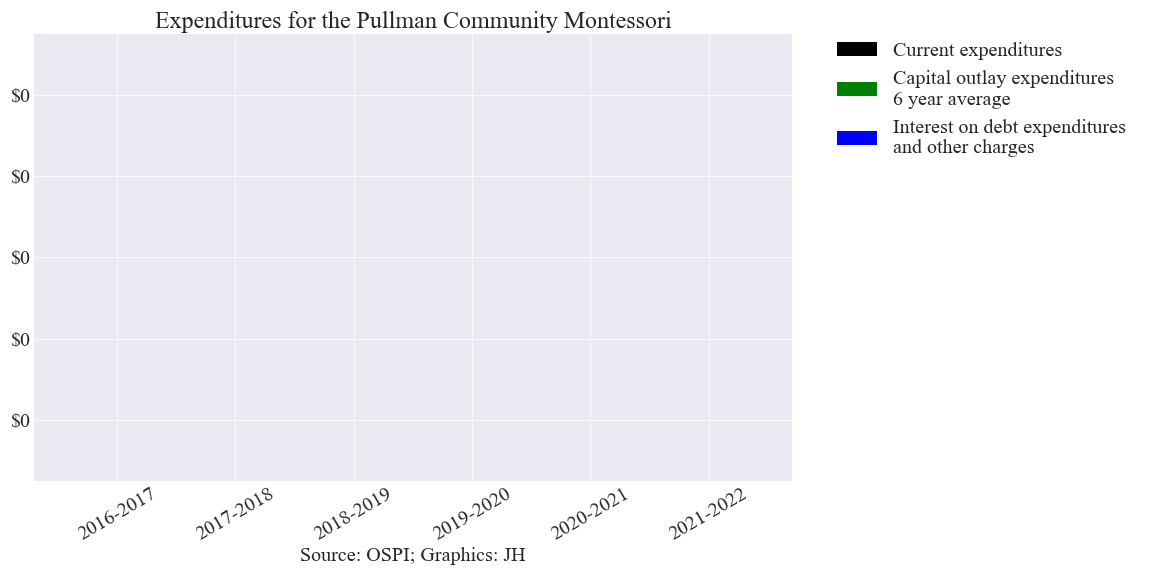 Expenditures for the Pullman Community Montessori
Current expenditures
Capital outlay expenditures
6 year average
Interest on debt expenditures
and other charges
$0
$0
$0
$0
$0
2016-2017
2017-2018
2018-2019
2019-2020
2020-2021
2021-2022
Source: OSPI; Graphics: JH